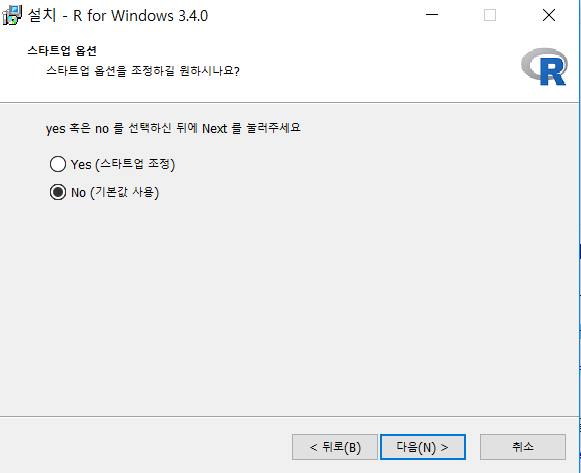 설치 - R for Windows 3.4.0
스타트업 옵션
스타트업 옵션을 조정하길 원하시나요?
R
yes 혹은 no 를 선택하신 뒤에 Next 를 눌러주세요
Yes (스타트업 조정)
No (기본값 사용)
< 뒤로(B)
다음(N) >
취소